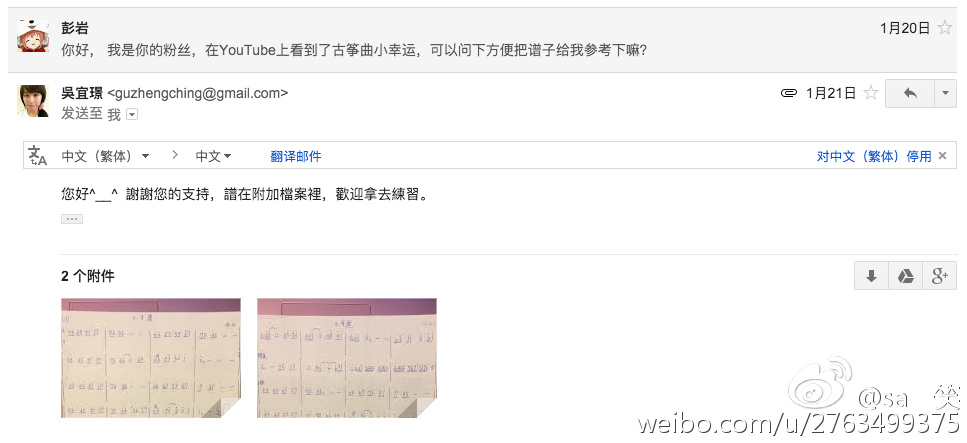 彭岩
1月20日
你好， 我是你的粉丝，在YouTube上看到了古筝曲小幸运，可以问下方便把谱子给我参考下嘛?
吳宜璟 <guzhengching@gmail.com>
1月21日
发送至 我
中文（繁体） > 中文 翻译邮件
对中文（繁体）停用 ×
您好^__^ 謝謝您的支持，譜在附加檔案裡，歡迎拿去練習。
2 个附件
@sa 笑
weibo.com/u/2763499375